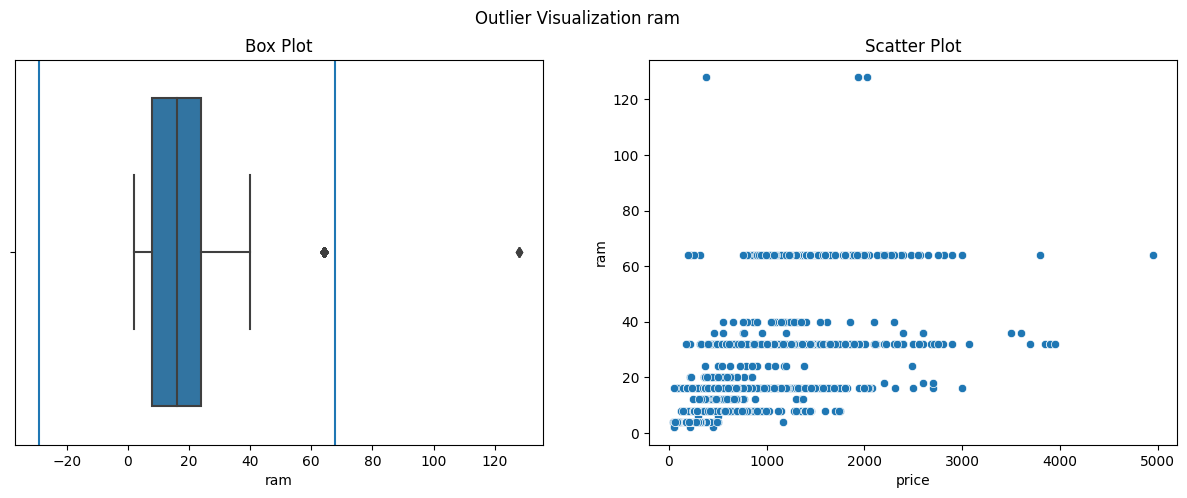 Outlier Visualization ram
Box Plot
−20 0 20 40 60 80 100 120
ram
Scatter Plot
120
100
80
60
40
20
0
ram
0 1000 2000 3000 4000 5000
price